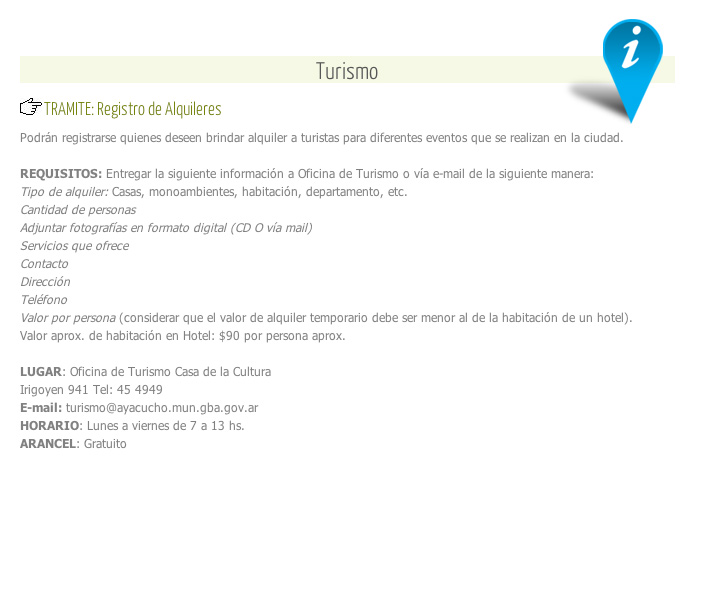 Turismo
i
TRAMITE: Registro de Alquileres
Podrán registrarse quienes deseen brindar alquiler a turistas para diferentes eventos que se realizan en la ciudad.
REQUISITOS: Entregar la siguiente información a Oficina de Turismo o vía e-mail de la siguiente manera:
Tipo de alquiler: Casas, monoambientes, habitación, departamento, etc.
Cantidad de personas
Adjuntar fotografías en formato digital (CD O vía mail)
Servicios que ofrece
Contacto
Dirección
Teléfono
Valor por persona (considerar que el valor de alquiler temporario debe ser menor al de la habitación de un hotel).
Valor aprox. de habitación en Hotel: $90 por persona aprox.
LUGAR: Oficina de Turismo Casa de la Cultura
Irigoyen 941 Tel: 45 4949
E-mail: turismo@ayacucho.mun.gba.gov.ar
HORARIO: Lunes a viernes de 7 a 13 hs.
ARANCEL: Gratuito